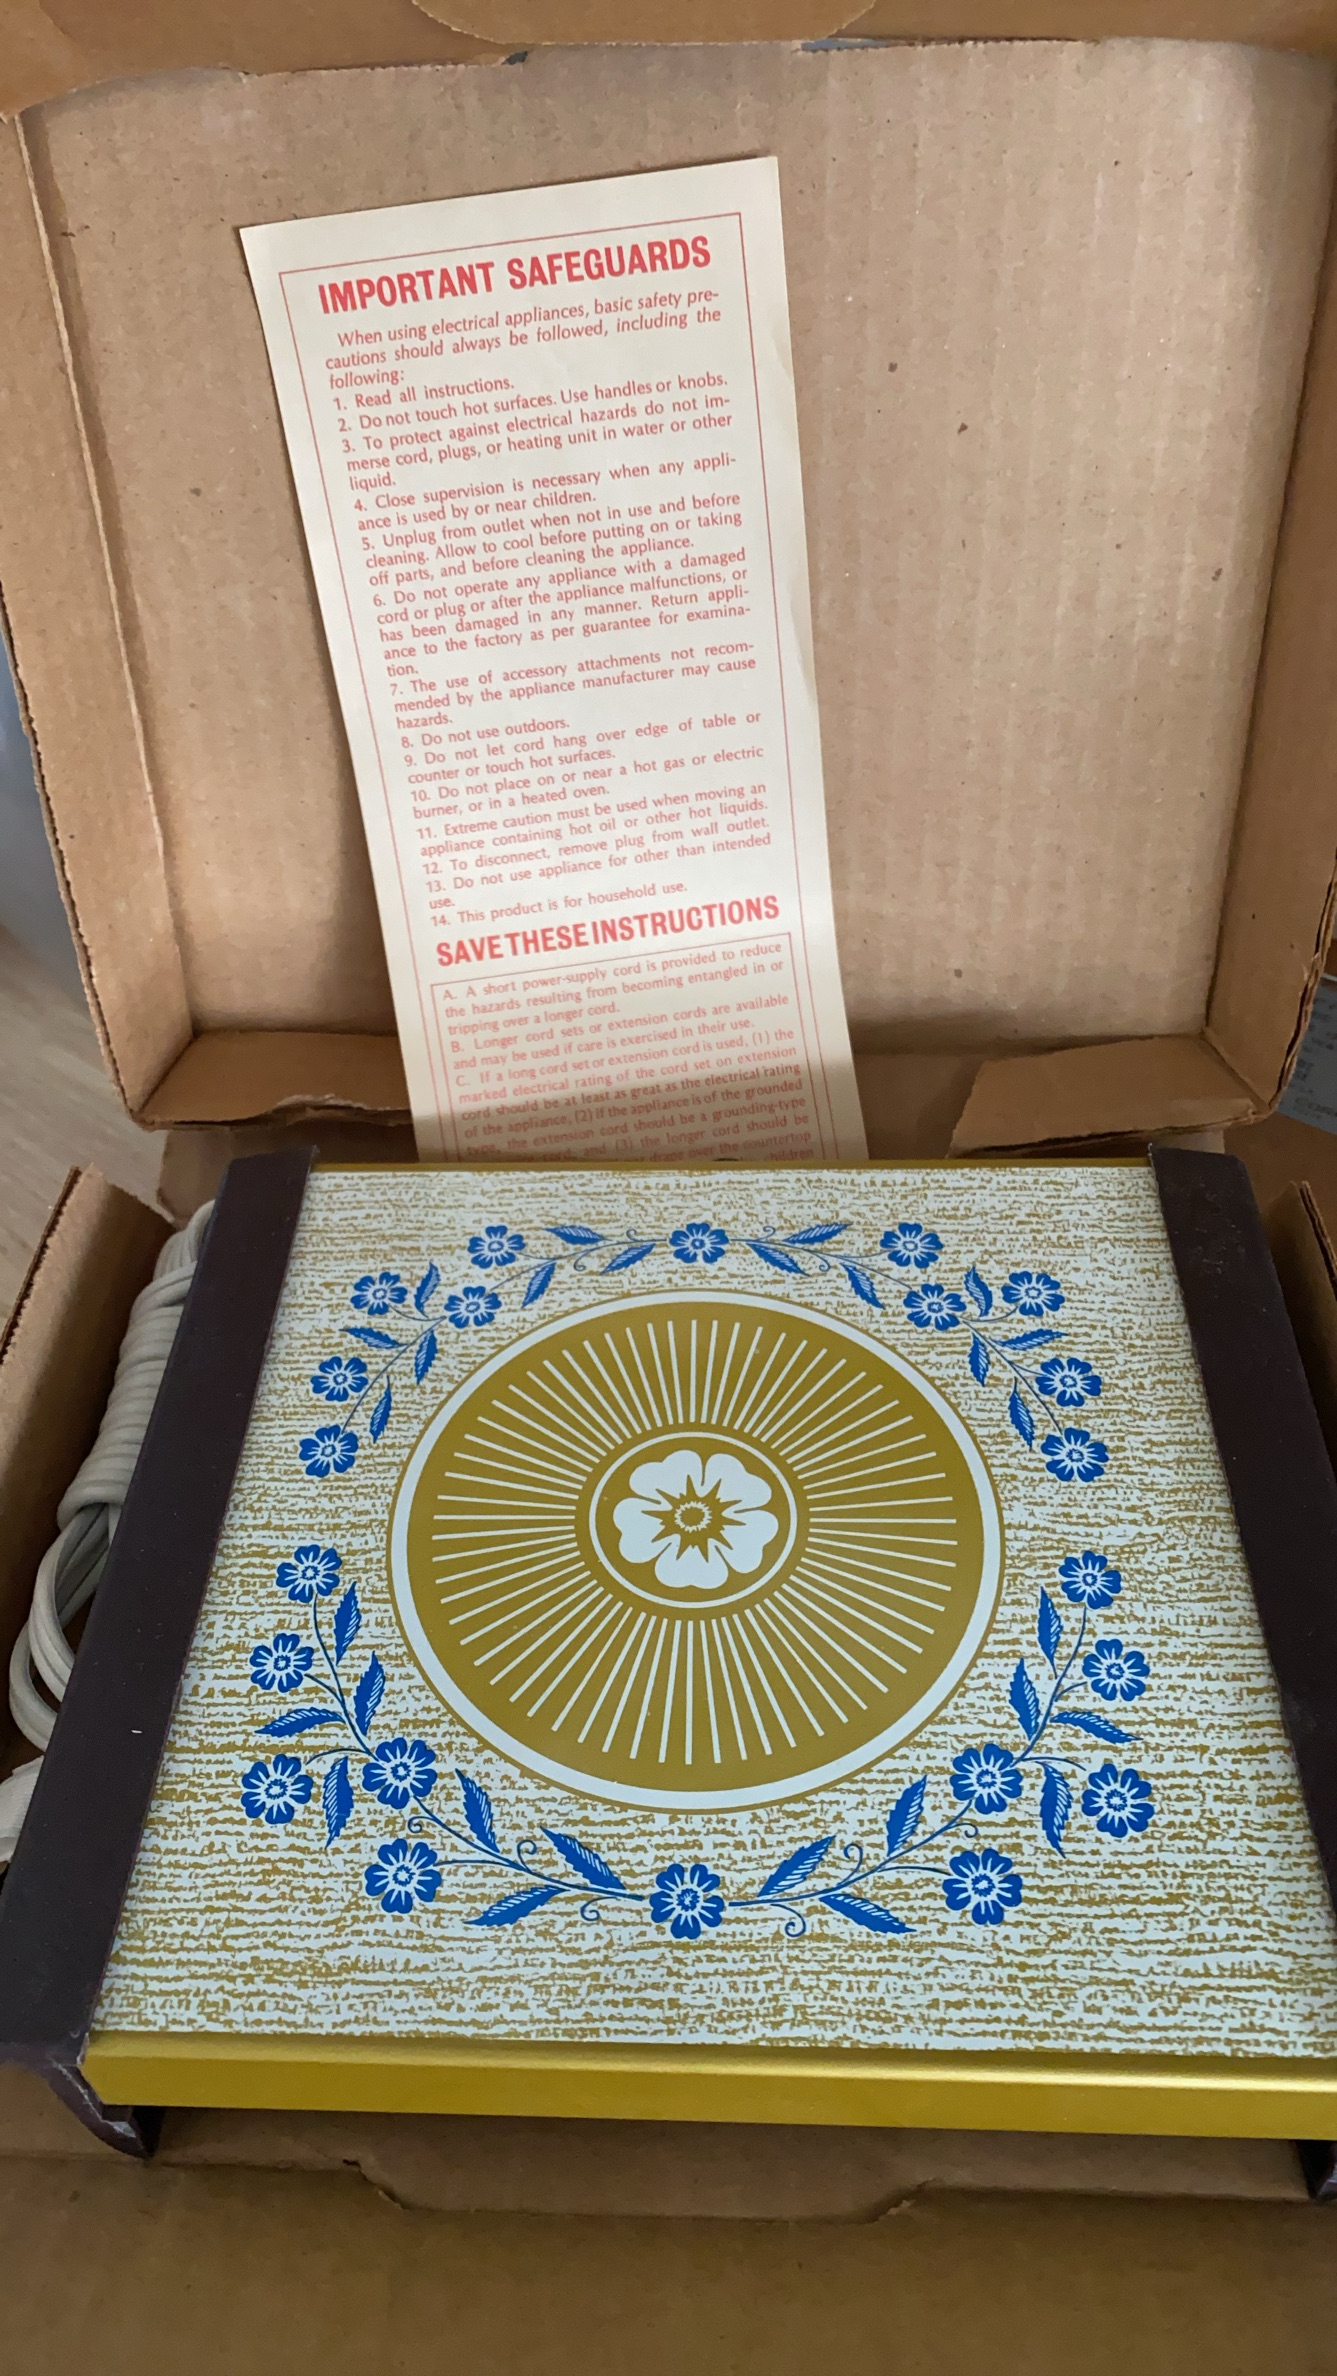 IMPORTANT SAFEGUARDS
When using electrical appliances, basic safety pre-
cautions should always be followed, including the
following:
1. Read all instructions.
2. Do not touch hot surfaces. Use handles or knobs.
3. To protect against electrical hazards do not im-
merse cord, plugs, or heating unit in water or other
liquid.
4. Close supervision is necessary when any appli-
ance is used by or near children.
5. Unplug from outlet when not in use and before
cleaning. Allow to cool before putting on or taking
off parts, and before cleaning the appliance.
6. Do not operate any appliance with a damaged
cord or plug or after the appliance malfunctions, or
has been damaged in any manner. Return appli-
ance to the factory as per guarantee for examina-
tion.
7. The use of accessory attachments not recom-
mended by the appliance manufacturer may cause
hazards.
8. Do not use outdoors.
9. Do not let cord hang over edge of table or
counter or touch hot surfaces.
10. Do not place on or near a hot gas or electric
burner, or in a heated oven.
11. Extreme caution must be used when moving an
appliance containing hot oil or other hot liquids.
12. To disconnect, remove plug from wall outlet.
13. Do not use appliance for other than intended
use.
14. This product is for household use.
SAVE THESE INSTRUCTIONS
A. A short power-supply cord is provided to reduce
the hazards resulting from becoming entangled in or
tripping over a longer cord.
B. Longer cord sets or extension cords are available
and may be used if care is exercised in their use.
C. If a long cord set or extension cord is used, (1) the
marked electrical rating of the cord set on extension
cord should be at least as great as the electrical rating
of the appliance, (2) if the appliance is of the grounded
type, the extension cord should be a grounding-type
cord, and (3) the longer cord should be
drape over the countertop
children